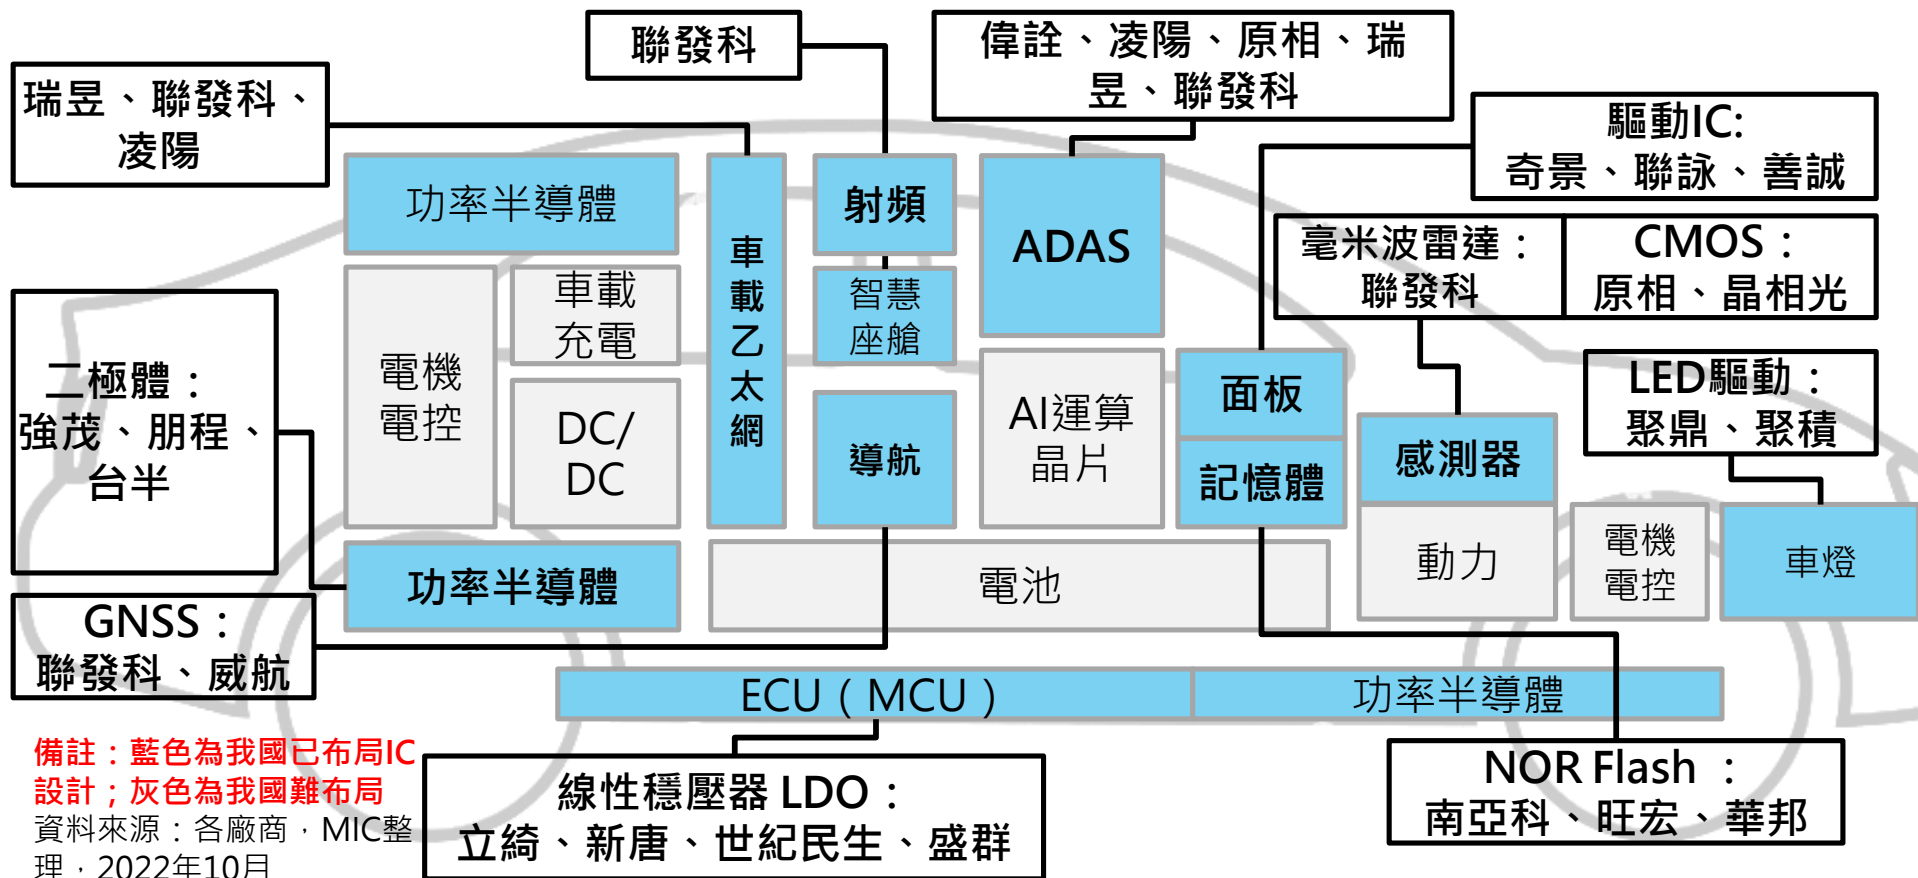 聯發科
偉詮、凌陽、原相、瑞
昱、聯發科
瑞昱、聯發科、
凌陽
驅動IC:
奇景、聯詠、善誠
功率半導體
車
載
乙
太
網
射頻
ADAS
毫米波雷達：
聯發科
CMOS：
原相、晶相光
車載
充電
智慧
座艙
二極體：
強茂、朋程、
台半
電機
電控
DC/
DC
導航
AI運算
晶片
面板
記憶體
感測器
LED驅動：
聚鼎、聚積
功率半導體
電池
動力
電機
電控
車燈
GNSS：
聯發科、威航
ECU（MCU）
功率半導體
備註：藍色為我國已布局IC
設計；灰色為我國難布局
資料來源：各廠商，MIC整
理，2022年10月
線性穩壓器 LDO：
立綺、新唐、世紀民生、盛群
NOR Flash ：
南亞科、旺宏、華邦